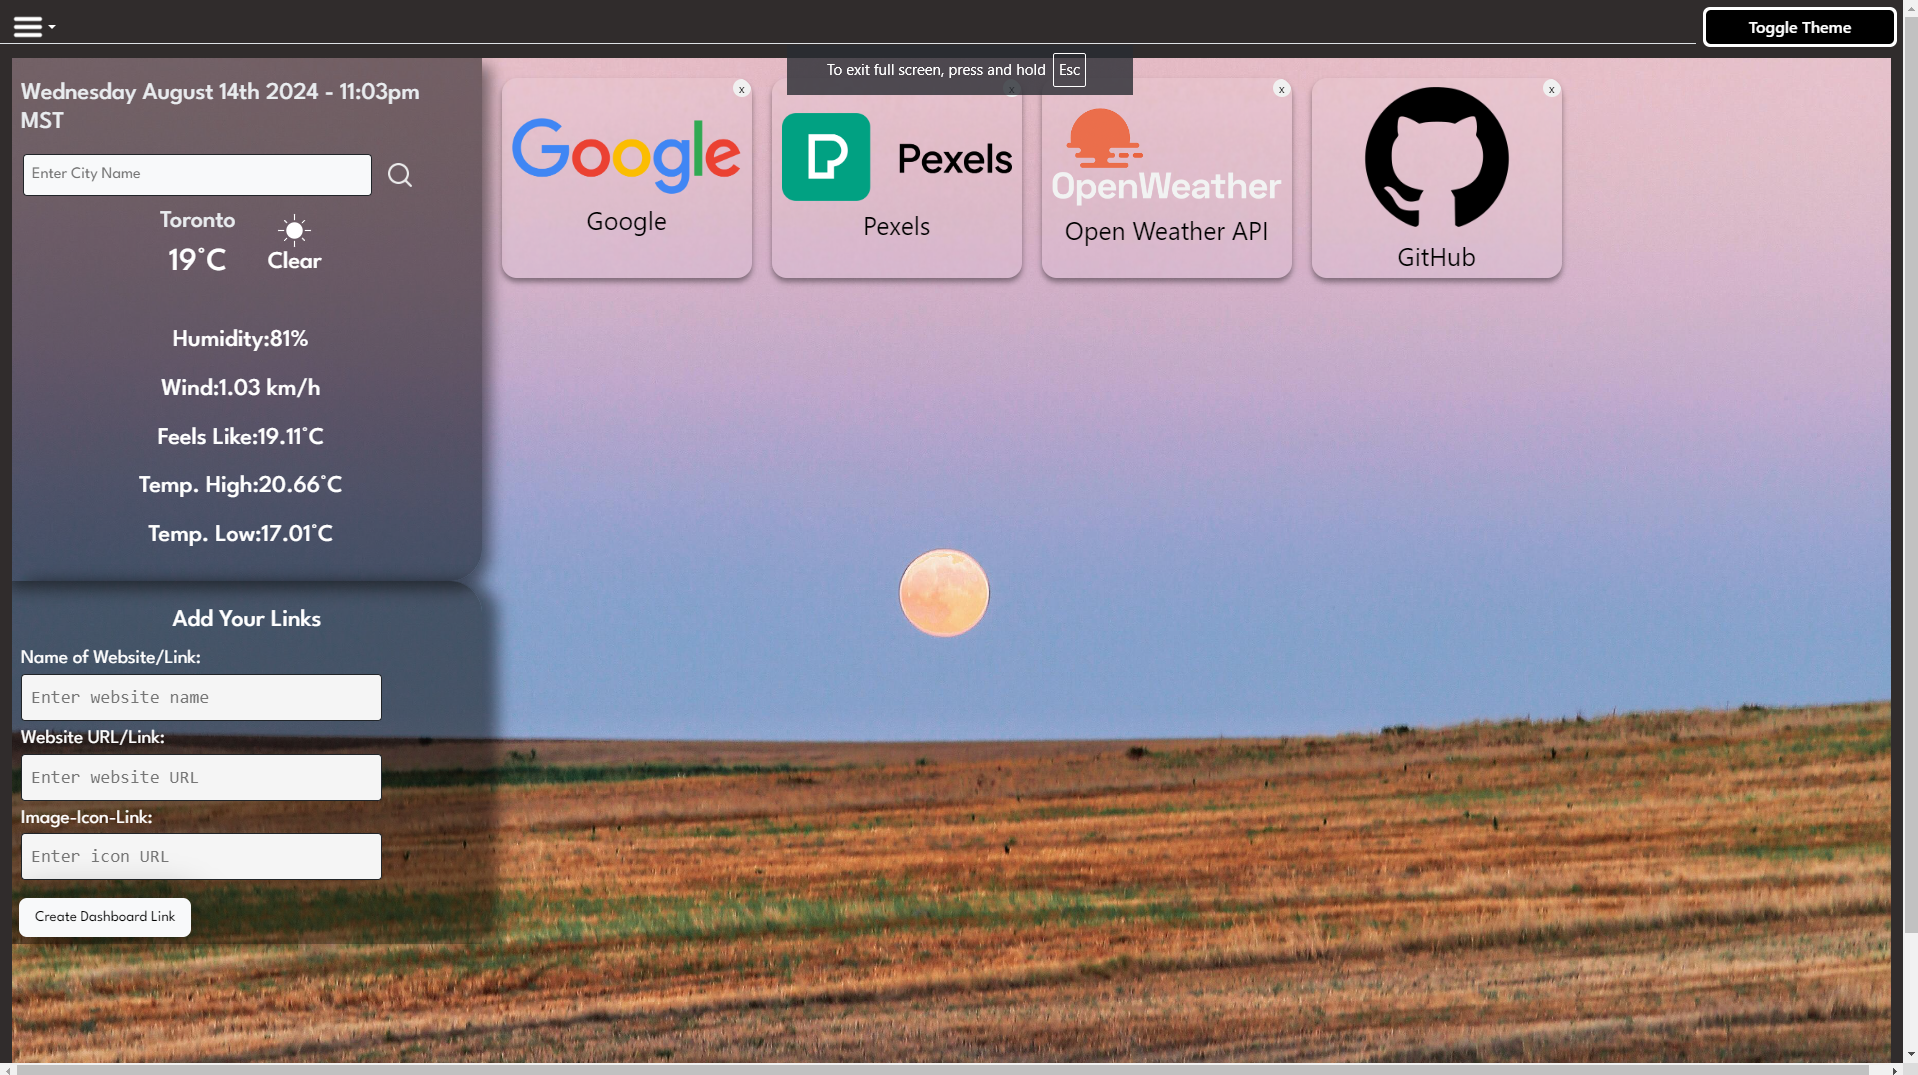 Toggle Theme
To exit full screen, press and hold Esc
Wednesday August 14th 2024 - 11:03pm
MST
Enter City Name
Toronto
19°C
Clear
Humidity:81%
Wind:1.03 km/h
Feels Like:19.11°C
Temp. High:20.66°C
Temp. Low:17.01°C
x
Google
Google
x
Pexels
Pexels
x
OpenWeather
Open Weather API
x
GitHub
Add Your Links
Name of Website/Link:
Enter website name
Website URL/Link:
Enter website URL
Image-Icon-Link:
Enter icon URL
Create Dashboard Link